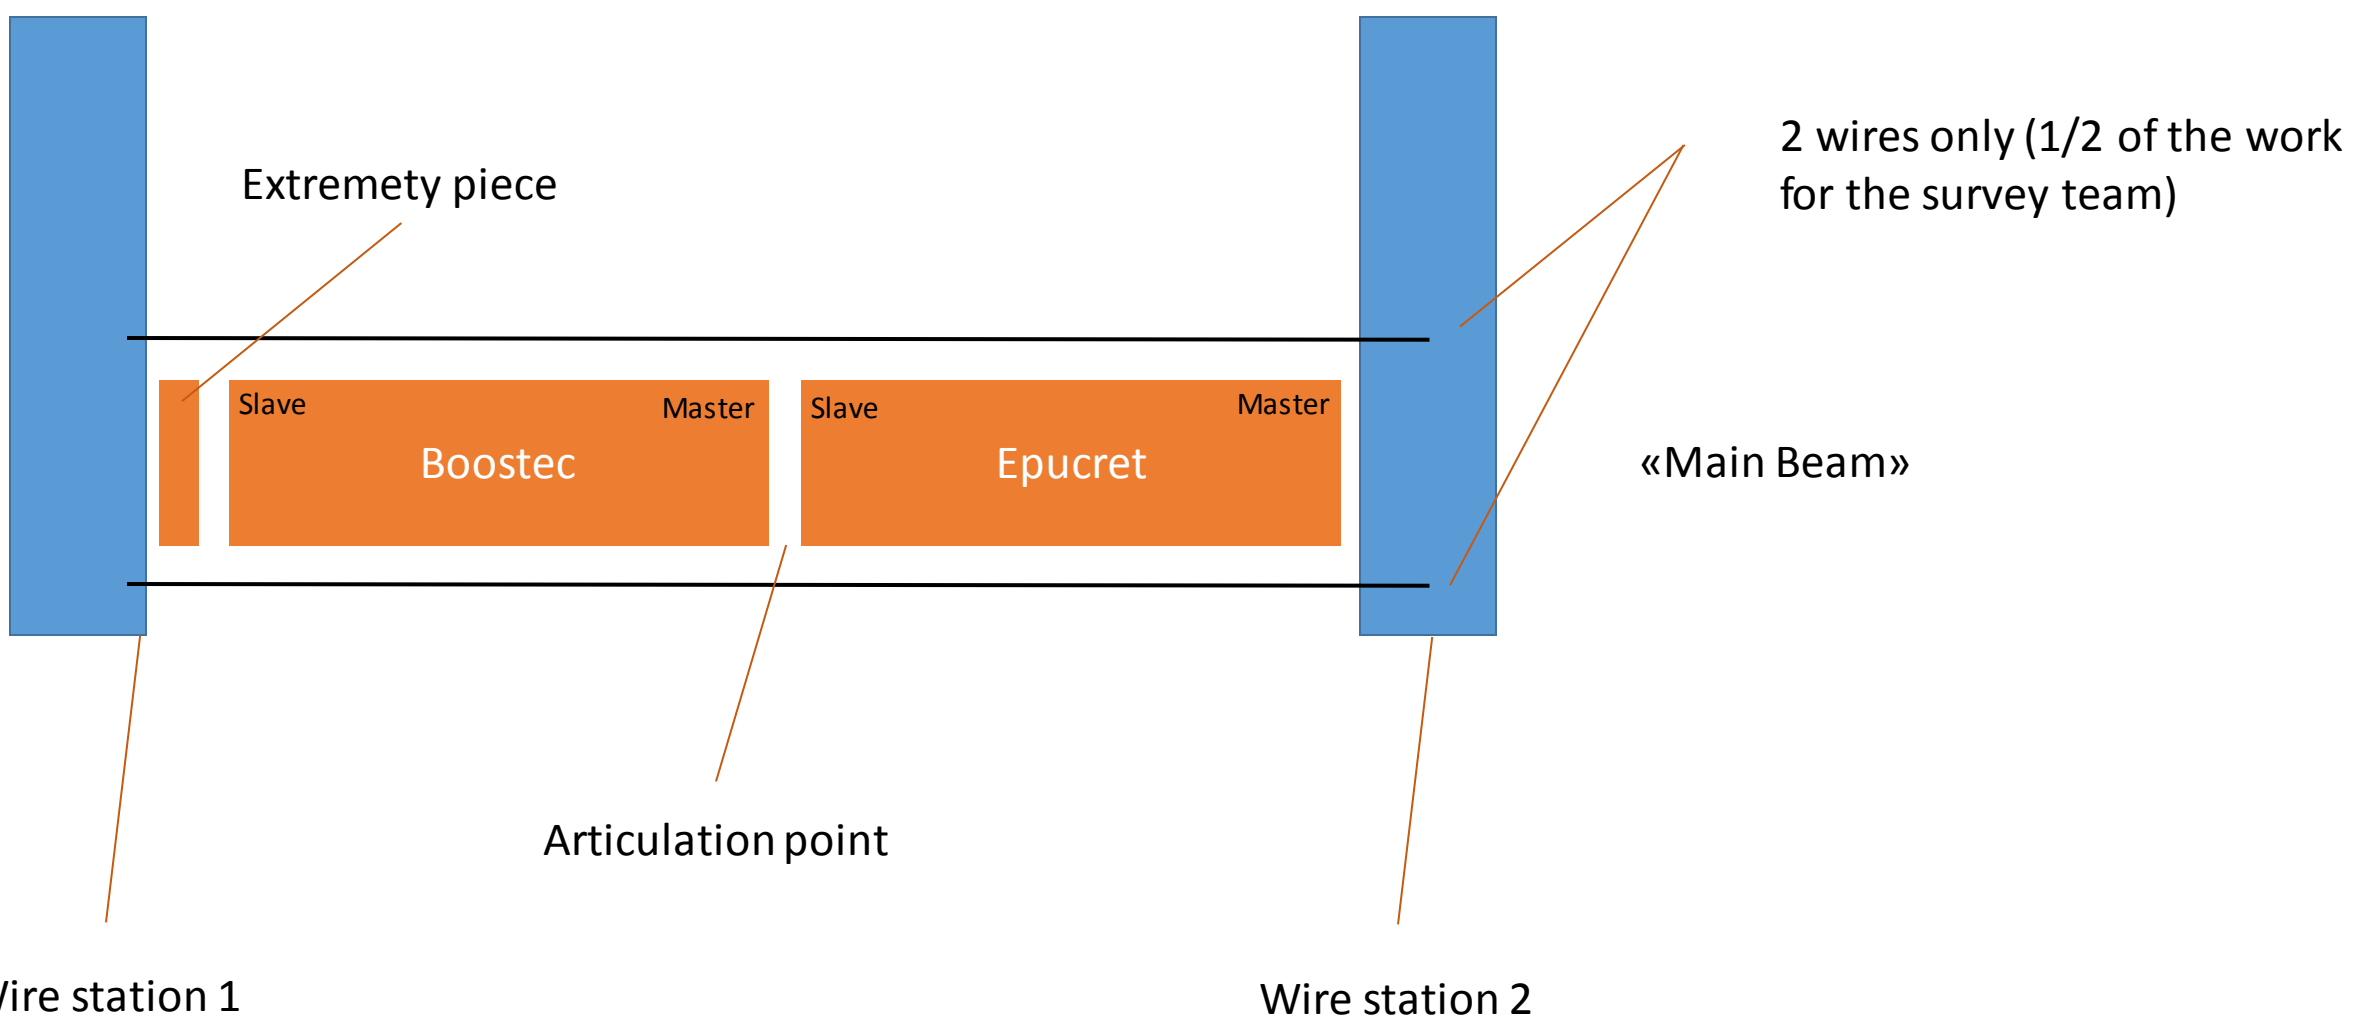 2 wires only (1/2 of the work
for the survey team)
Extremety piece
Slave
Master
Slave
Master
Boostec
Epucret
«Main Beam»
Articulation point
station 1
Wire station 2